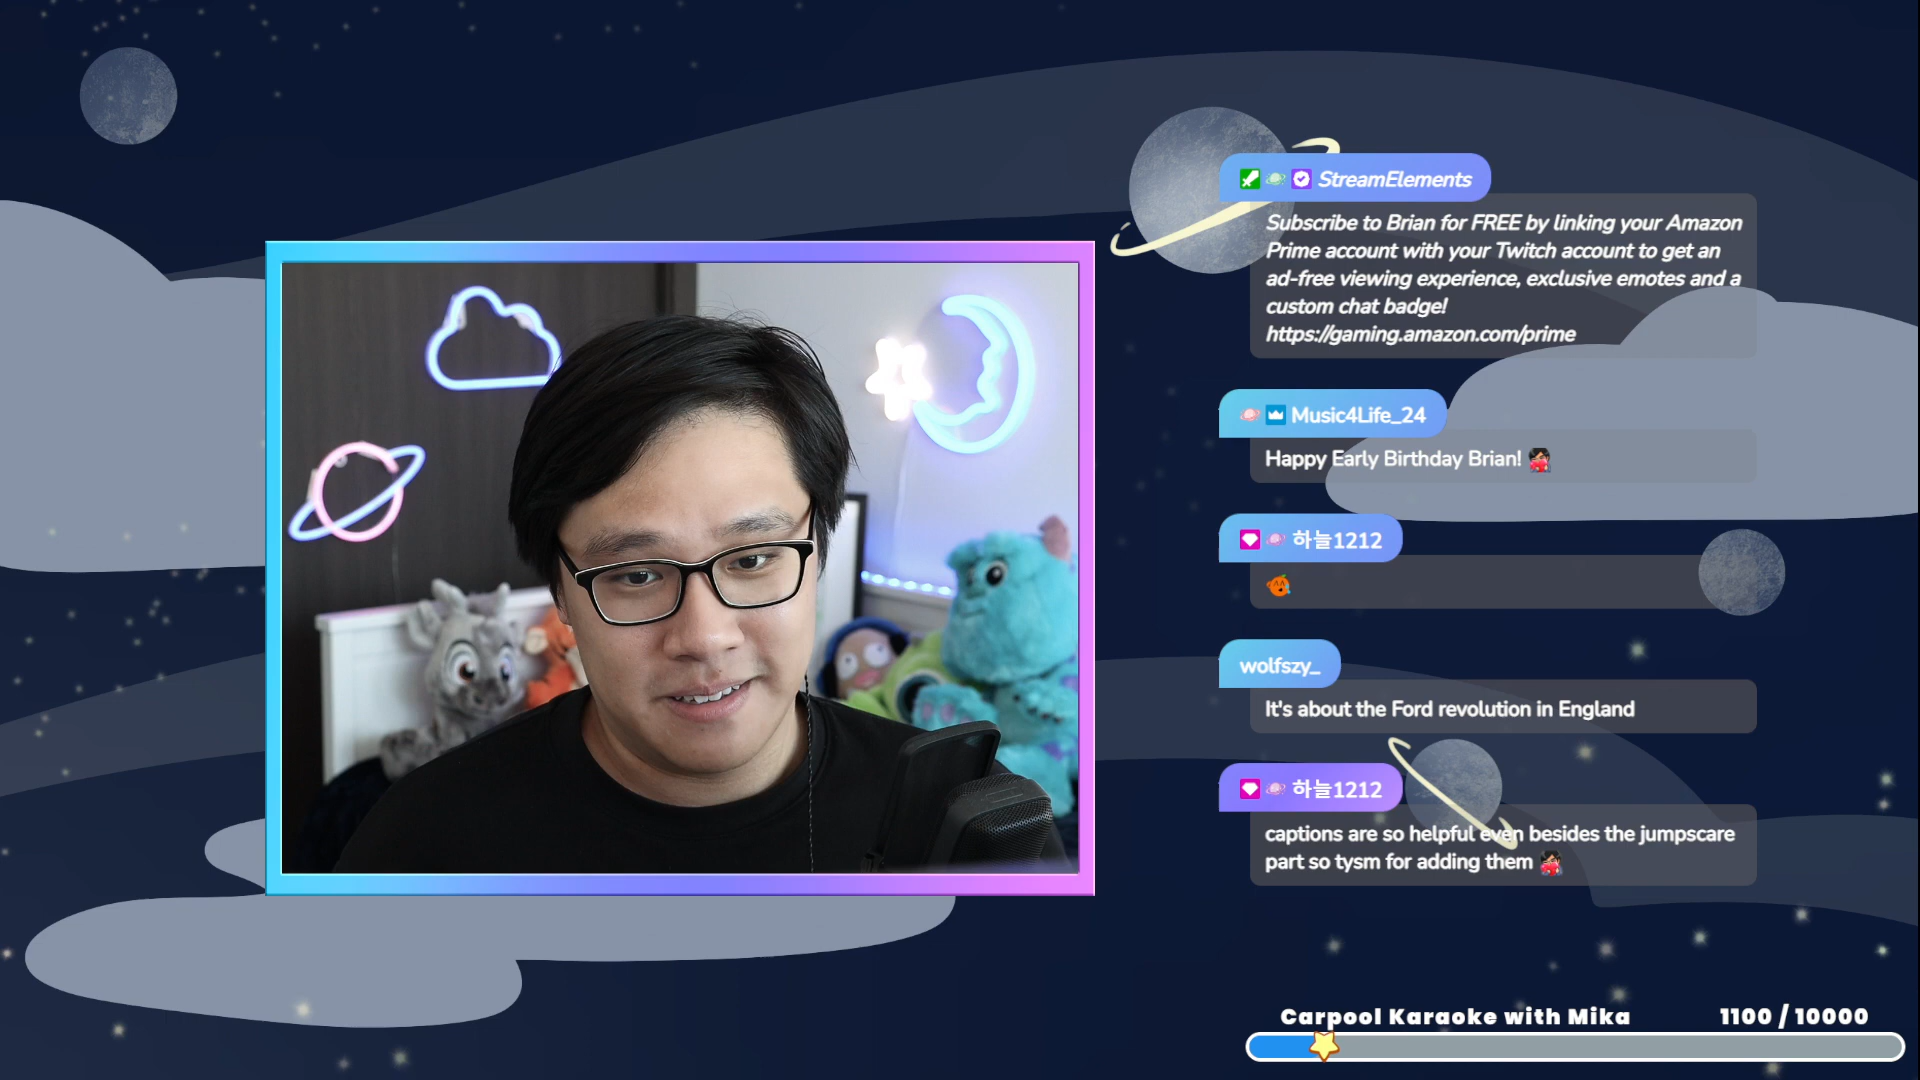 StreamElements
Subscribe to Brian for FREE by linking your Amazon
Prime account with your Twitch account to get an
ad-free viewing experience, exclusive emotes and a
custom chat badge!
https://gaming.amazon.com/prime
Music4Life_24
Happy Early Birthday Brian!
하늘1212
wolfszy_
It's about the Ford revolution in England
하늘1212
captions are so helpful even besides the jumpscare
part so tysm for adding them
Carpool Karaoke with Mika 1100 / 10000